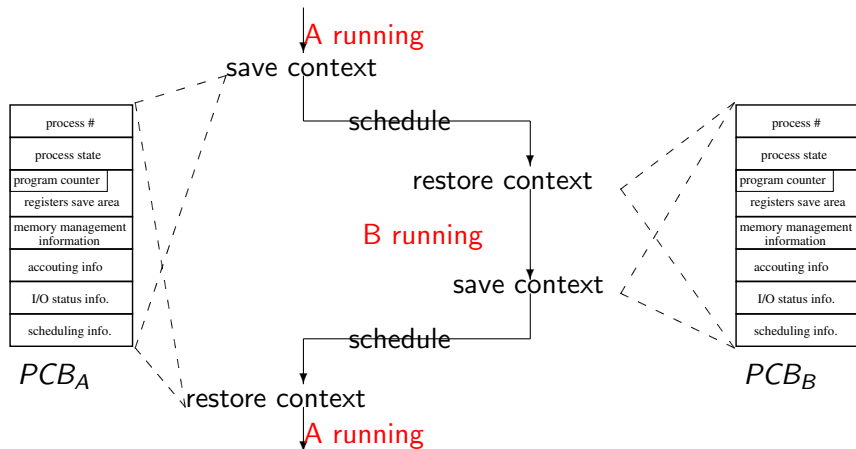 A running
save context
schedule
restore context
B running
save context
schedule
restore context
A running
process #
process state
program counter
registers save area
memory management
information
accouting info
I/O status info.
scheduling info.
PCB_A
process #
process state
program counter
registers save area
memory management
information
accouting info
I/O status info.
scheduling info.
PCB_B